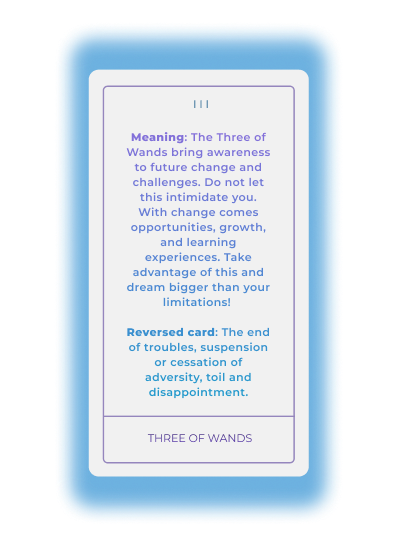 III
Meaning: The Three of
Wands bring awareness
to future change and
challenges. Do not let
this intimidate you.
With change comes
opportunities, growth,
and learning
experiences. Take
advantage of this and
dream bigger than your
limitations!
Reversed card: The end
of troubles, suspension
or cessation of
adversity, toil and
disappointment.
THREE OF WANDS